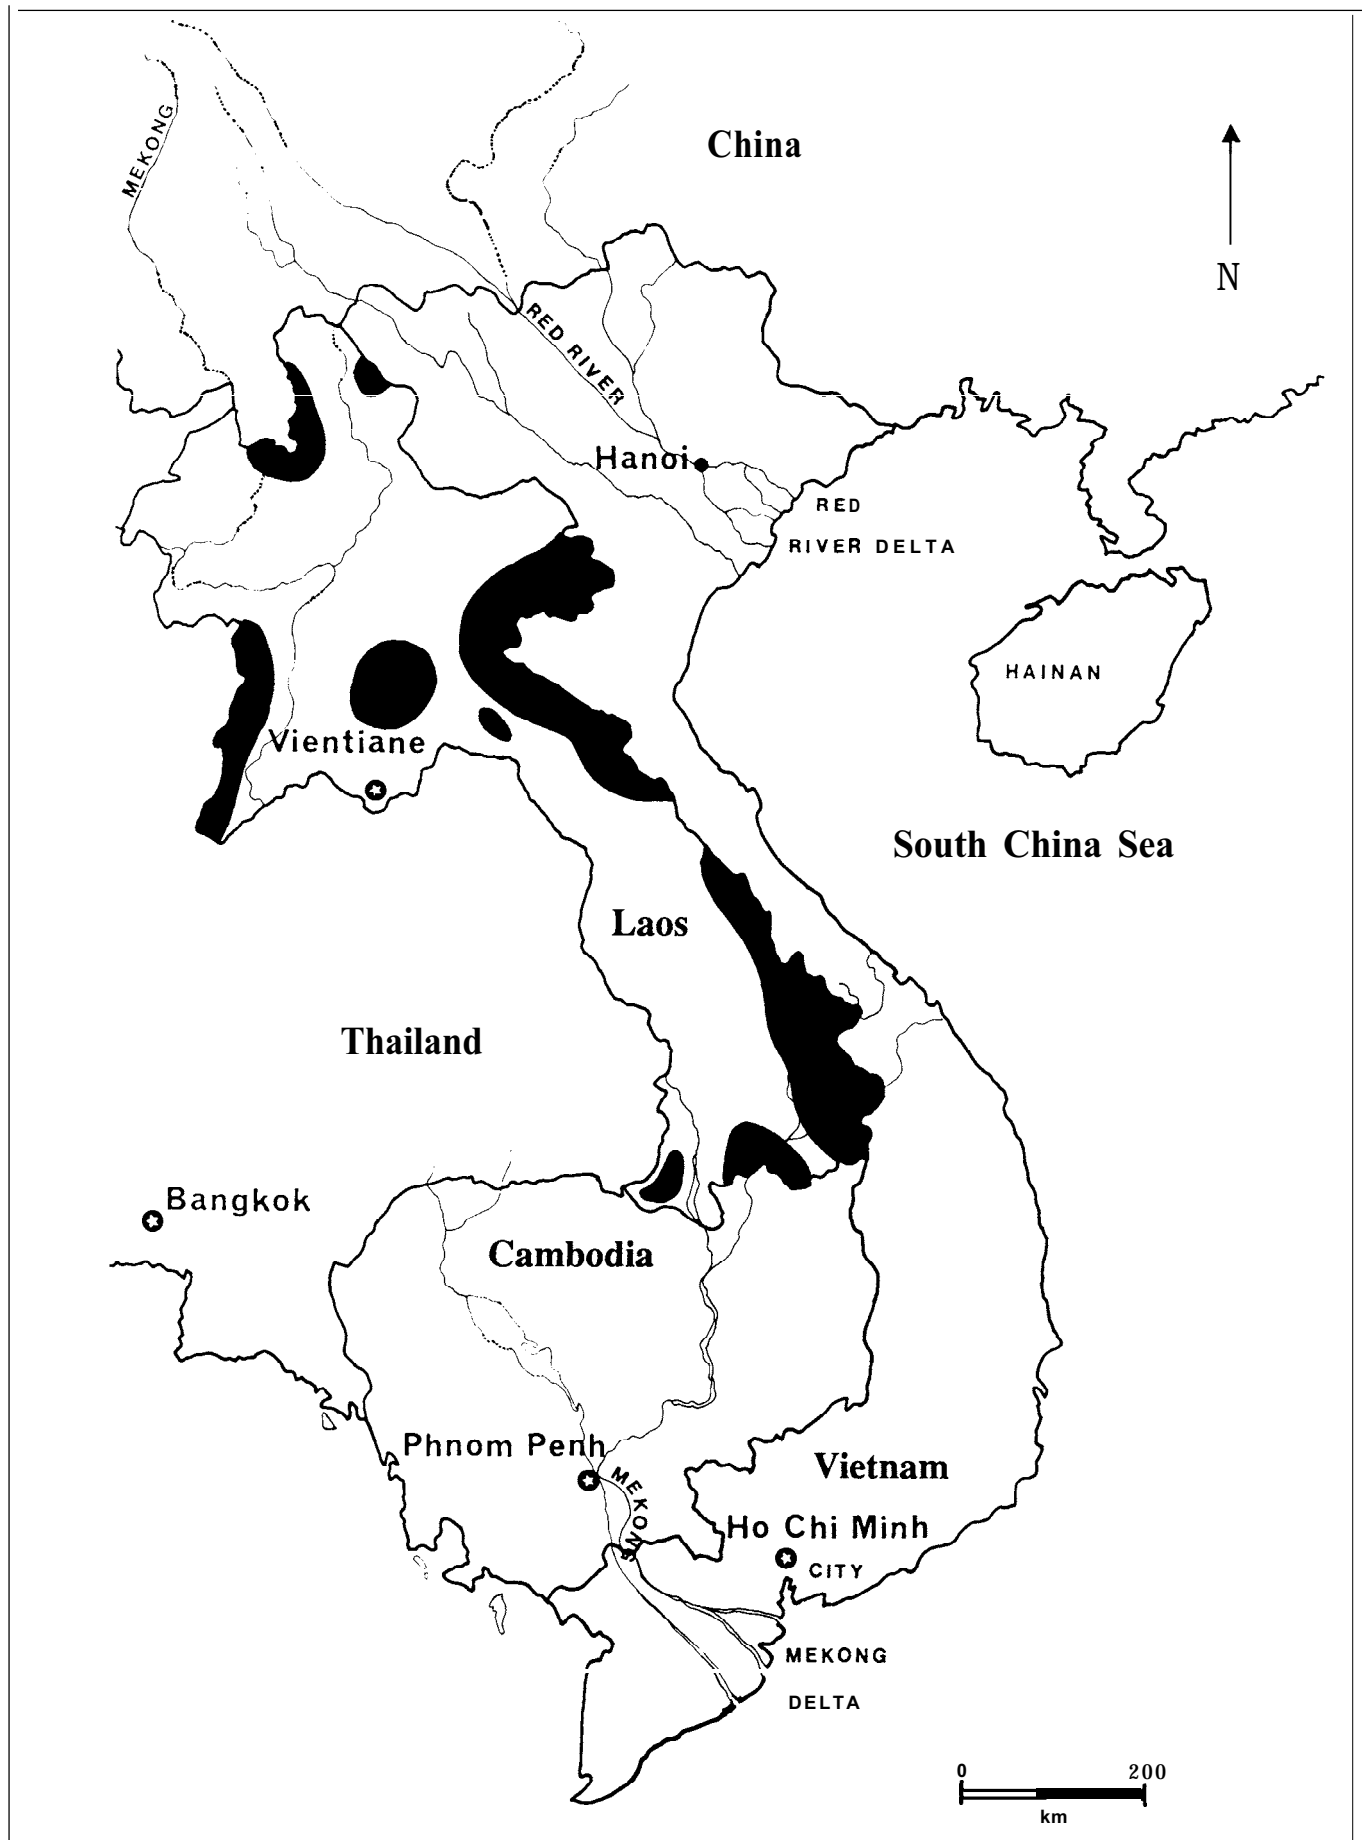 China
MEKONG
N
RED RIVER
Hanoi
RED
RIVER DELTA
HAINAN
Vientiane
South China Sea
Laos
Thailand
Bangkok
Cambodia
Phnom Penh
MEKONG
Vietnam
Ho Chi Minh
CITY
MEKONG
DELTA
0 200
km